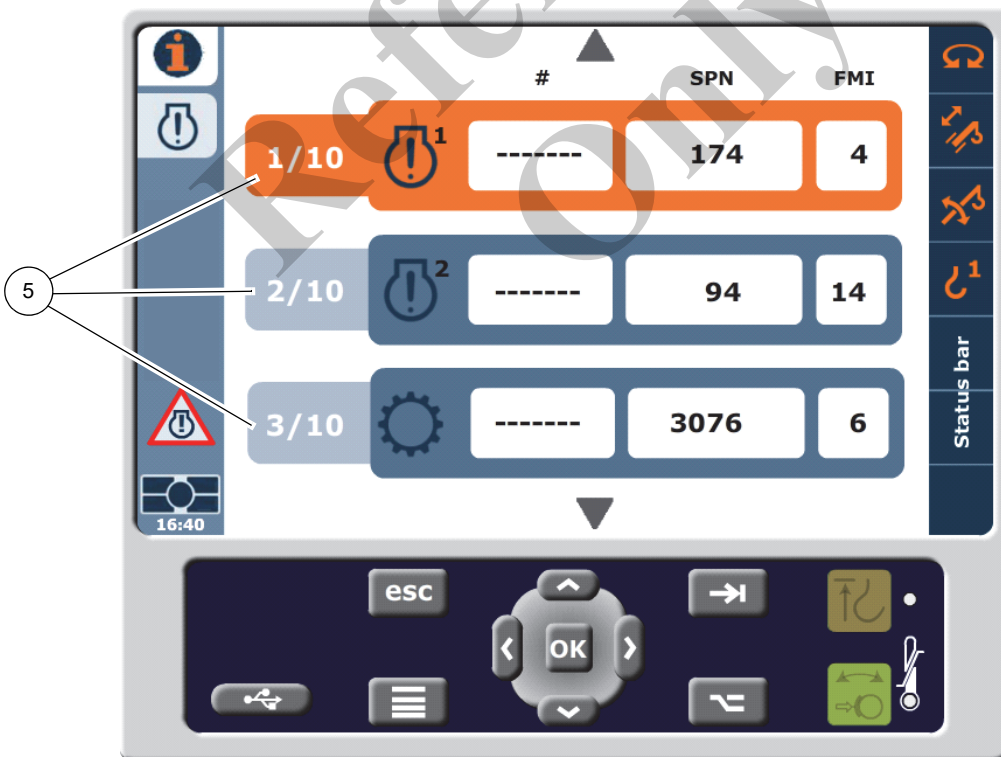 # SPN FMI
1/10 1 ------- 174 4
2/10 2 ------- 94 14
3/10 ------- 3076 6
5
16:40
1
Status bar
esc
OK
Refe
Only